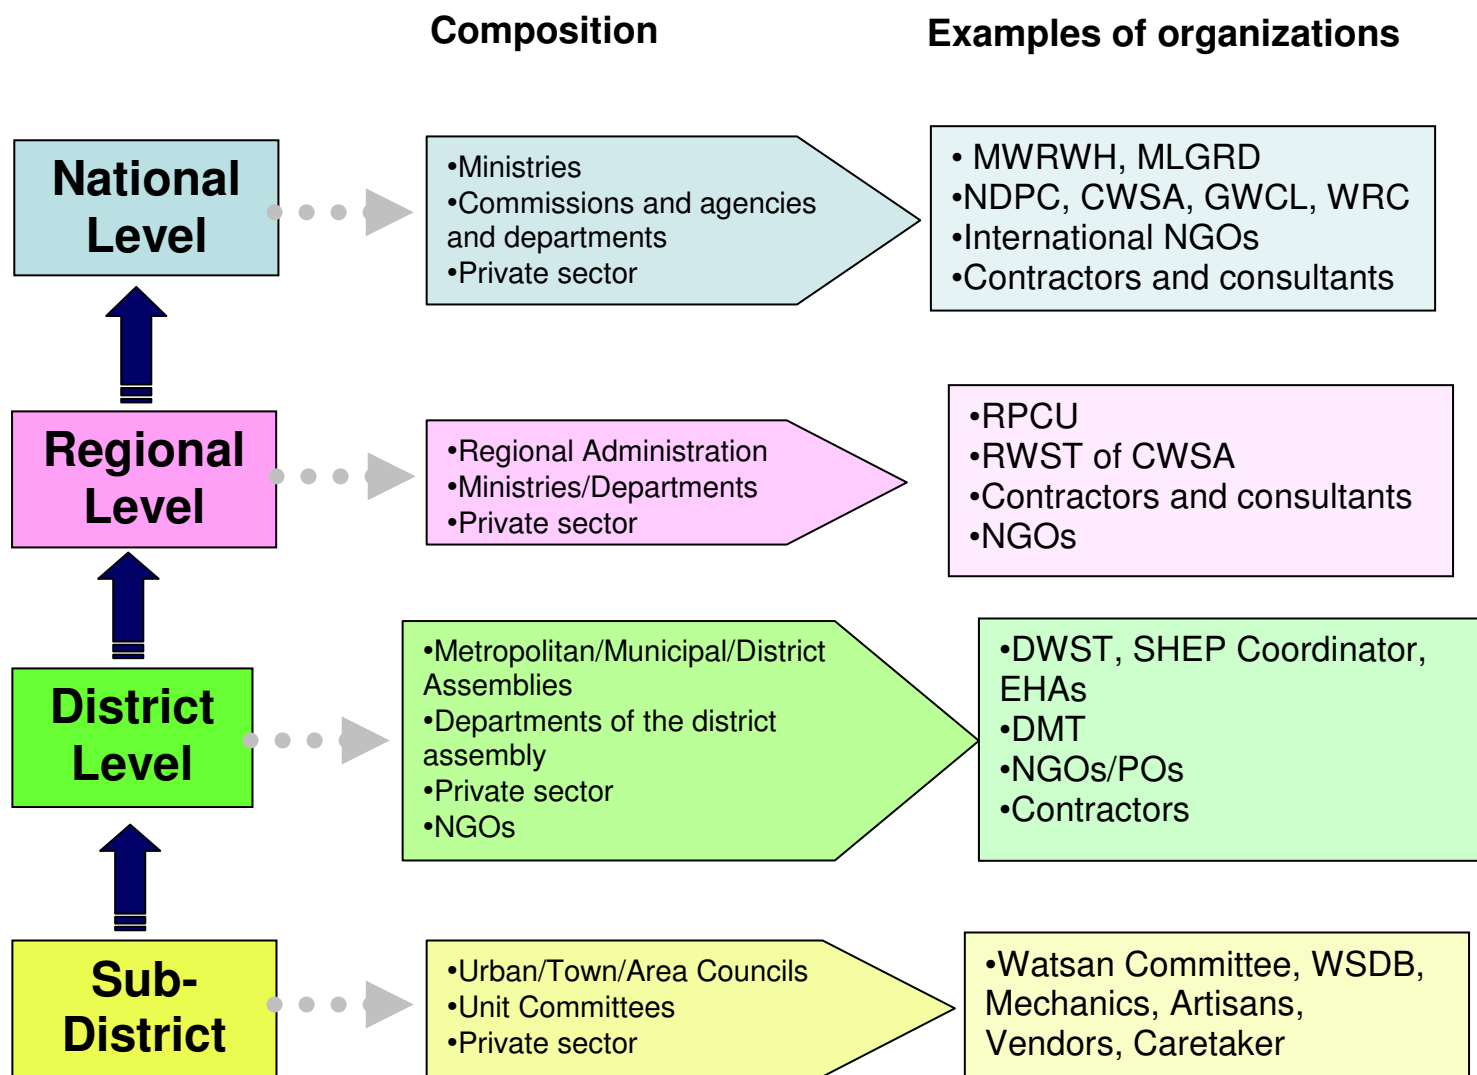 Composition
Examples of organizations
National
Level
•Ministries
•Commissions and agencies
and departments
•Private sector
• MWRWH, MLGRD
•NDPC, CWSA, GWCL, WRC
•International NGOs
•Contractors and consultants
Regional
Level
•Regional Administration
•Ministries/Departments
•Private sector
•RPCU
•RWST of CWSA
•Contractors and consultants
•NGOs
District
Level
•Metropolitan/Municipal/District
Assemblies
•Departments of the district
assembly
•Private sector
•NGOs
•DWST, SHEP Coordinator,
EHAs
•DMT
•NGOs/POs
•Contractors
Sub-
District
•Urban/Town/Area Councils
•Unit Committees
•Private sector
•Watsan Committee, WSDB,
Mechanics, Artisans,
Vendors, Caretaker